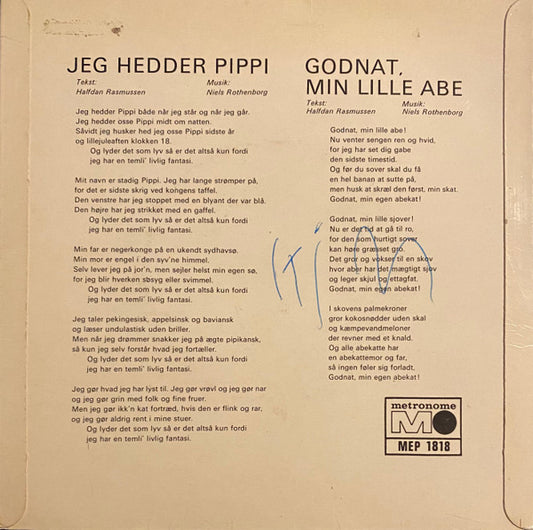 JEG HEDDER PIPPI
Tekst: Musik:
Halfdan Rasmussen Niels Rothenborg
Jeg hedder Pippi både når jeg står og når jeg går.
Jeg hedder osse Pippi midt om natten.
Såvidt jeg husker hed jeg osse Pippi sidste år
og lillejuleaften klokken 18.
Og lyder det som lyv så er det altså kun fordi
jeg har en temli' livlig fantasi.
Mit navn er stadig Pippi. Jeg har lange strømper på,
for det er sidste skrig ved kongens taffel.
Den venstre har jeg stoppet med en blyant der var blå.
Den højre har jeg strikket med en gaffel.
Og lyder det som lyv så er det altså kun fordi
jeg har en temli' livlig fantasi.
Min far er negerkonge på en ukendt sydhavsø.
Min mor er engel i den syv'ne himmel.
Selv lever jeg på jor'n, men sejler helst min egen sø,
for jeg blir hverken søsyg eller svimmel.
Og lyder det som lyv så er det altså kun fordi
jeg har en temli' livlig fantasi.
Jeg taler pekingesisk, appelsinsk og baviansk
og læser undulastisk uden briller.
Men når jeg drømmer snakker jeg på ægte pipikansk,
så kun jeg selv forstår hvad jeg fortæller.
Og lyder det som lyv så er det altså kun fordi
jeg har en temli' livlig fantasi.
Jeg gør hvad jeg har lyst til. Jeg gør vrøvl og jeg gør nar
og jeg gør grin med folk og fine fruer.
Men jeg gør ikk'n kat fortræd, hvis den er flink og rar,
og jeg gør aldrig rent i mine stuer.
Og lyder det som lyv så er det altså kun fordi
jeg har en temli' livlig fantasi.
GODNAT,
MIN LILLE ABE
Tekst: Musik:
Halfdan Rasmussen Niels Rothenborg
Godnat, min lille abe!
Nu venter sengen ren og hvid,
for jeg har set dig gabe
den sidste timestid.
Og før du sover skal du få
en hel banan at sutte på,
men husk at skræl den først, min skat.
Godnat, min egen abekat!
Godnat, min lille sjover!
Nu er det tid at gå til ro,
for den som hurtigt sover
kan høre græsset gro.
Det gror og vokser til en skov
hvor aber har det mægtigt sjov
og leger skjul og ettagfat.
Godnat, min egen abekat!
I skovens palmekroner
gror kokosnødder uden skal
og kæmpevandmeloner
der revner med et knald.
Og alle abekatte har
en abekattemor og far,
så ingen føler sig forladt.
Godnat, min egen abekat!
metronome
MEP 1818